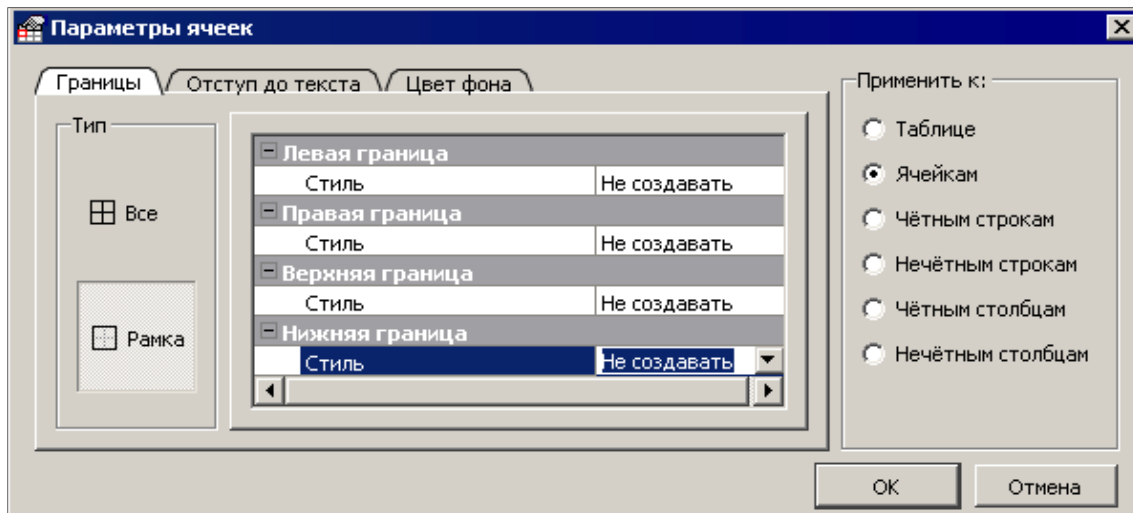 Параметры ячеек
Границы
Отступ до текста
Цвет фона
Тип
Все
Рамка
Левая граница
Стиль Не создавать
Правая граница
Стиль Не создавать
Верхняя граница
Стиль Не создавать
Нижняя граница
Стиль Не создавать
Применить к:
Таблице
Ячейкам
Чётным строкам
Нечётным строкам
Чётным столбцам
Нечётным столбцам
OK
Отмена